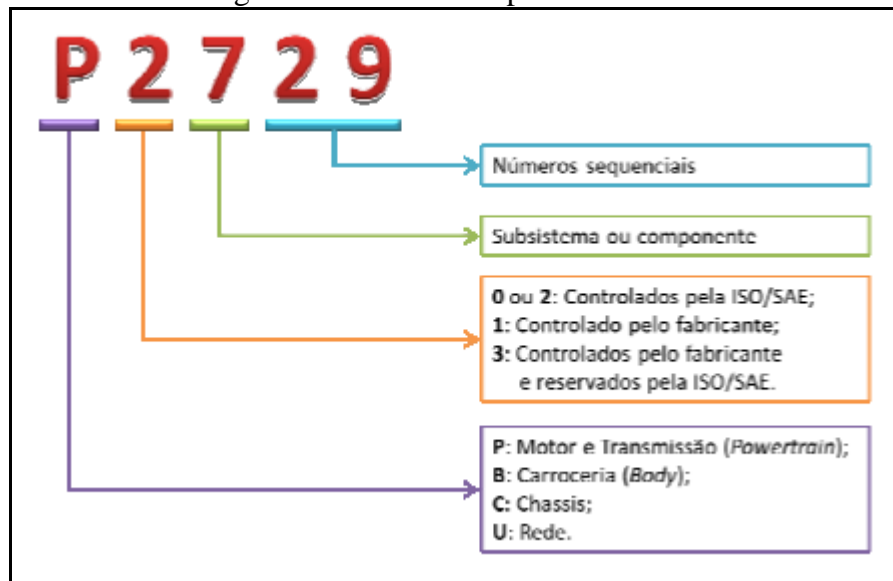 P2729
Números sequenciais
Subsistema ou componente
0 ou 2: Controlados pela ISO/SAE;
1: Controlado pelo fabricante;
3: Controlados pelo fabricante
e reservados pela ISO/SAE.
P: Motor e Transmissão (Powertrain);
B: Carroceria (Body);
C: Chassis;
U: Rede.